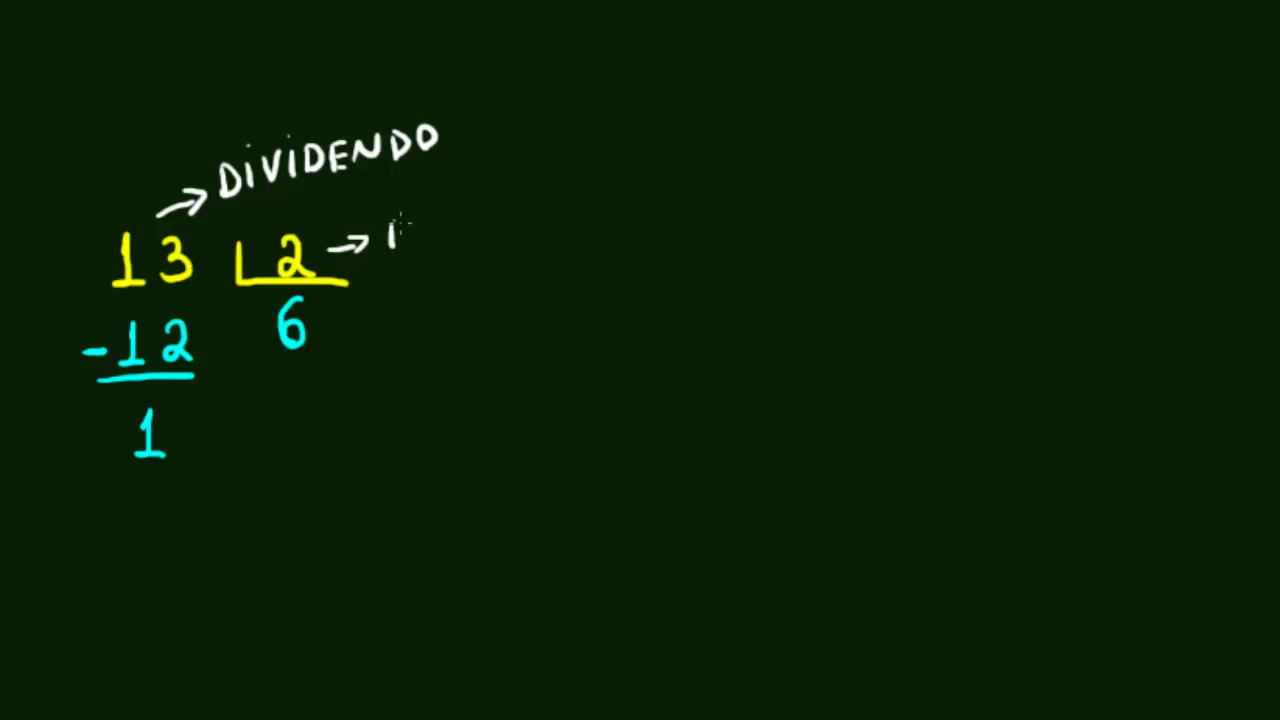 → DIVIDENDO
13 2 →
-12 6
1